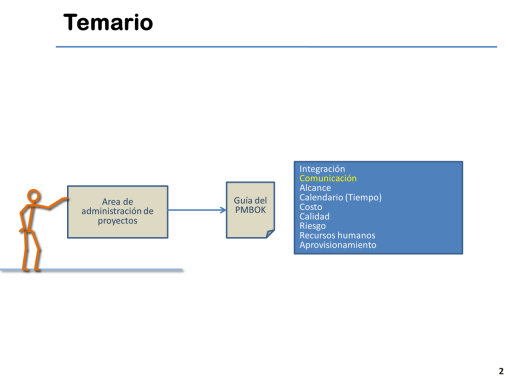 Temario
Area de
administración de
proyectos
Guía del
PMBOK
Integración
Comunicación
Alcance
Calendario (Tiempo)
Costo
Calidad
Riesgo
Recursos humanos
Aprovisionamiento
2